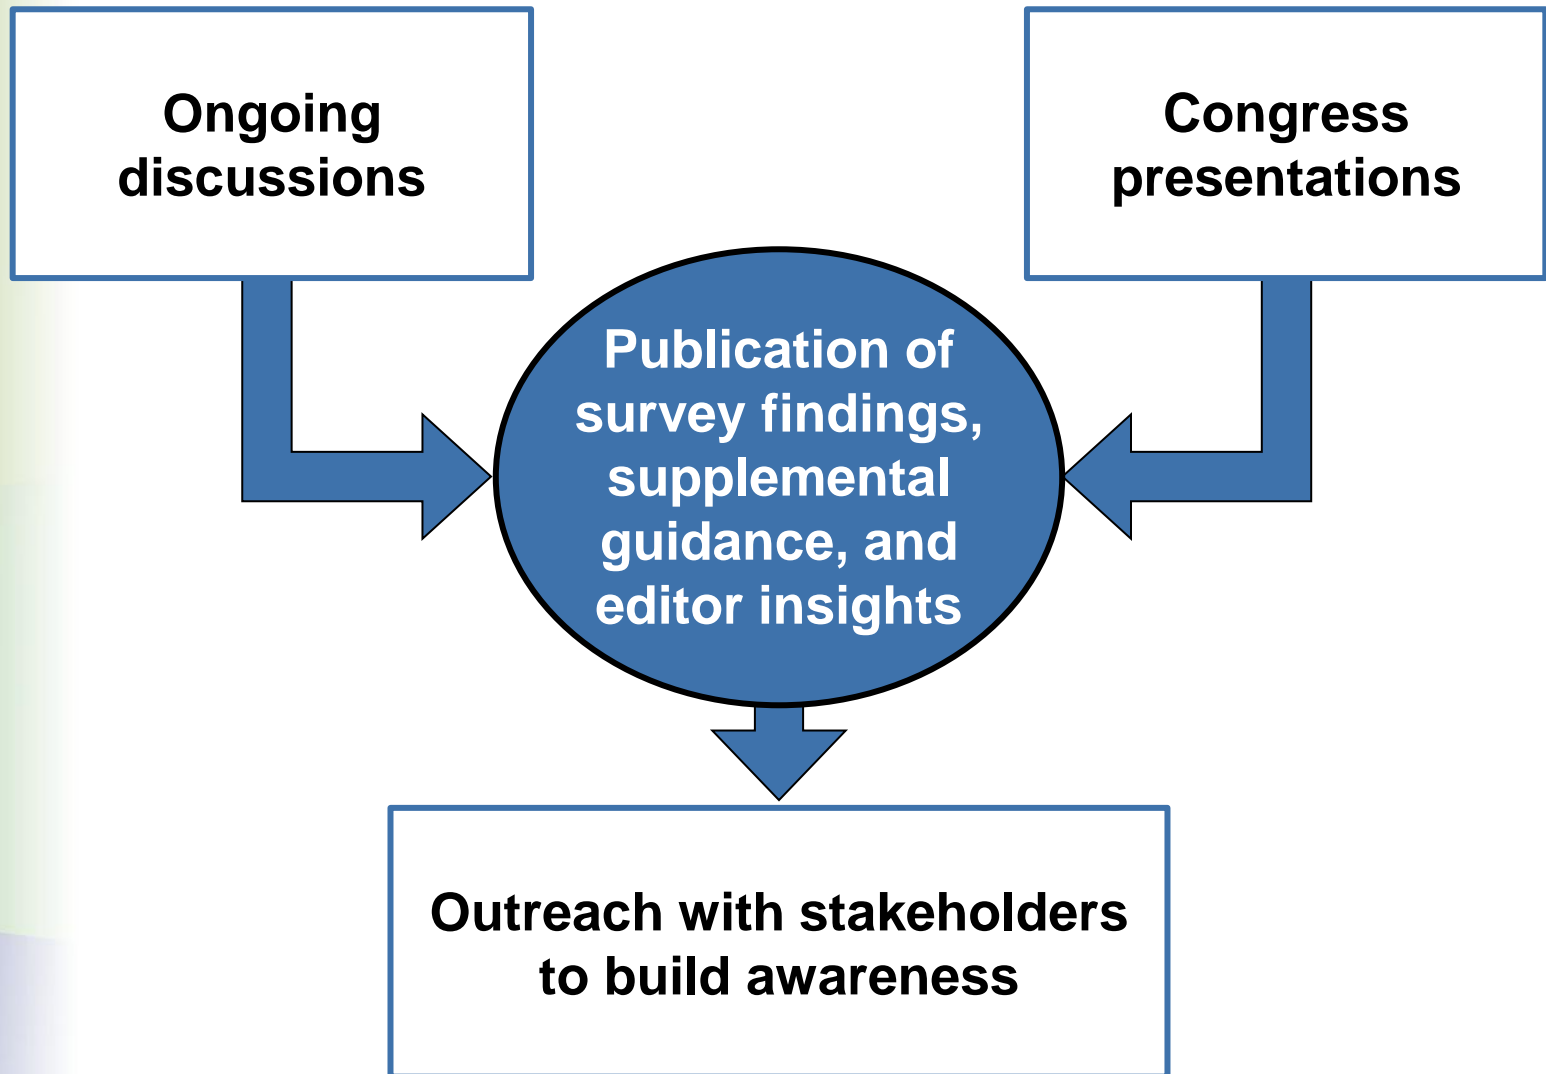 Ongoing
discussions
Congress
presentations
Publication of
survey findings,
supplemental
guidance, and
editor insights
Outreach with stakeholders
to build awareness